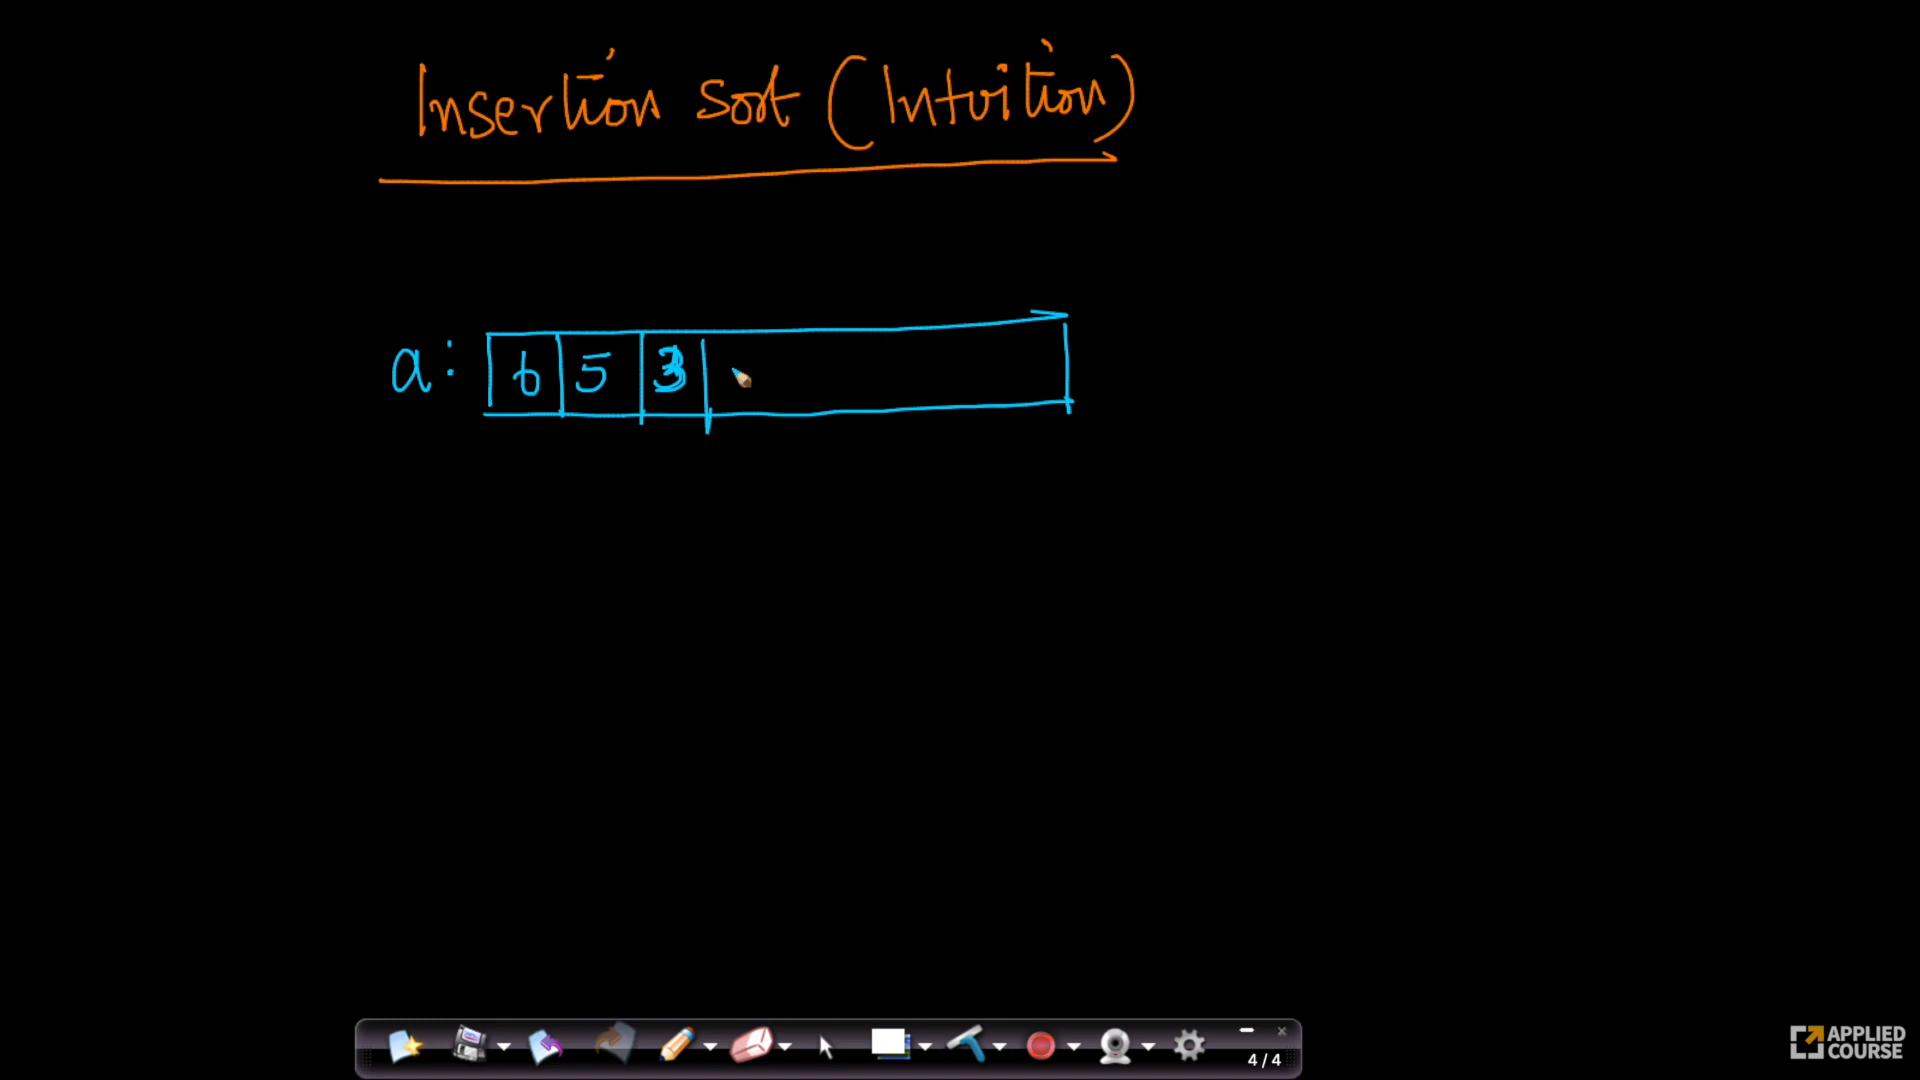 Insertion Sort (Intuition)
a: 6 5 3
4/4
APPLIED
COURSE